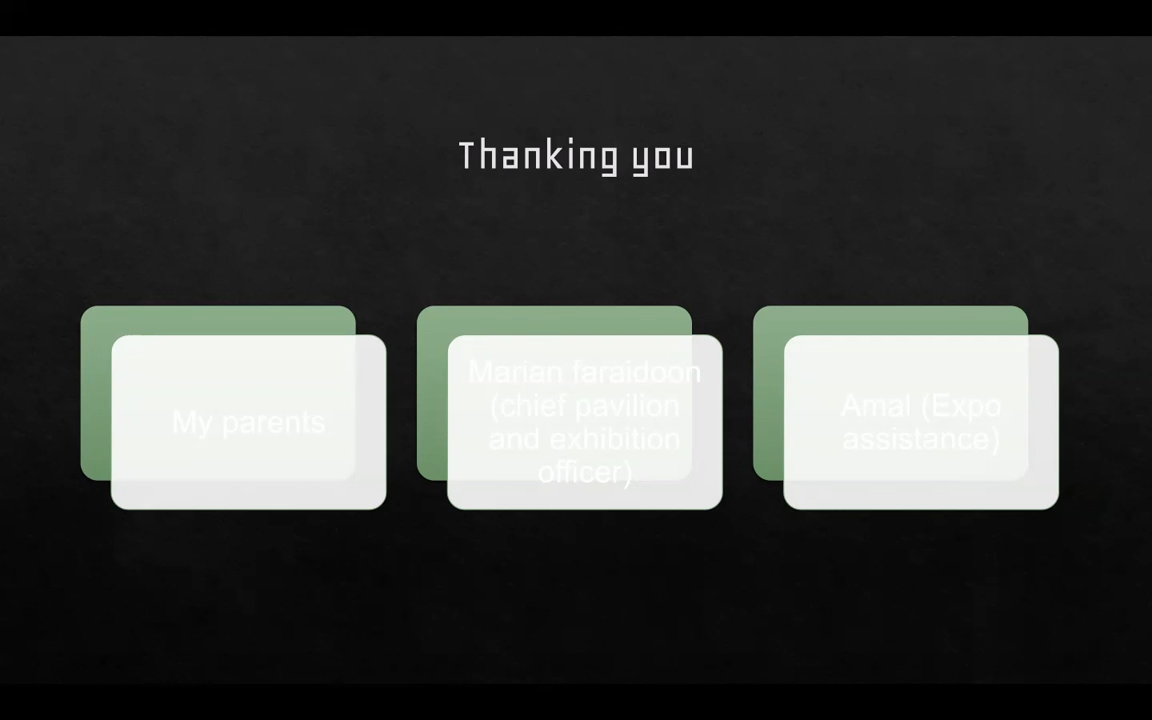 Thanking you
My parents
Marian faraidoon
(chief pavilion
and exhibition
officer)
Amal (Expo
assistance)